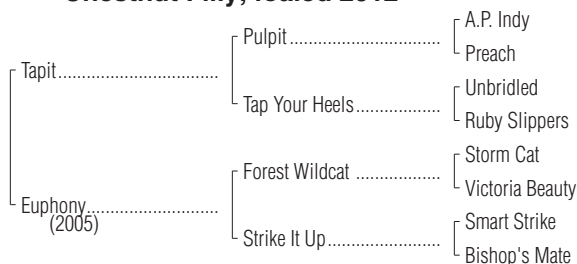 Chestnut Filly; foaled 2012
A.P. Indy
Pulpit
Preach
Tapit
Unbridled
Tap Your Heels
Ruby Slippers
Storm Cat
Forest Wildcat
Victoria Beauty
Euphony
(2005)
Smart Strike
Strike It Up
Bishop's Mate